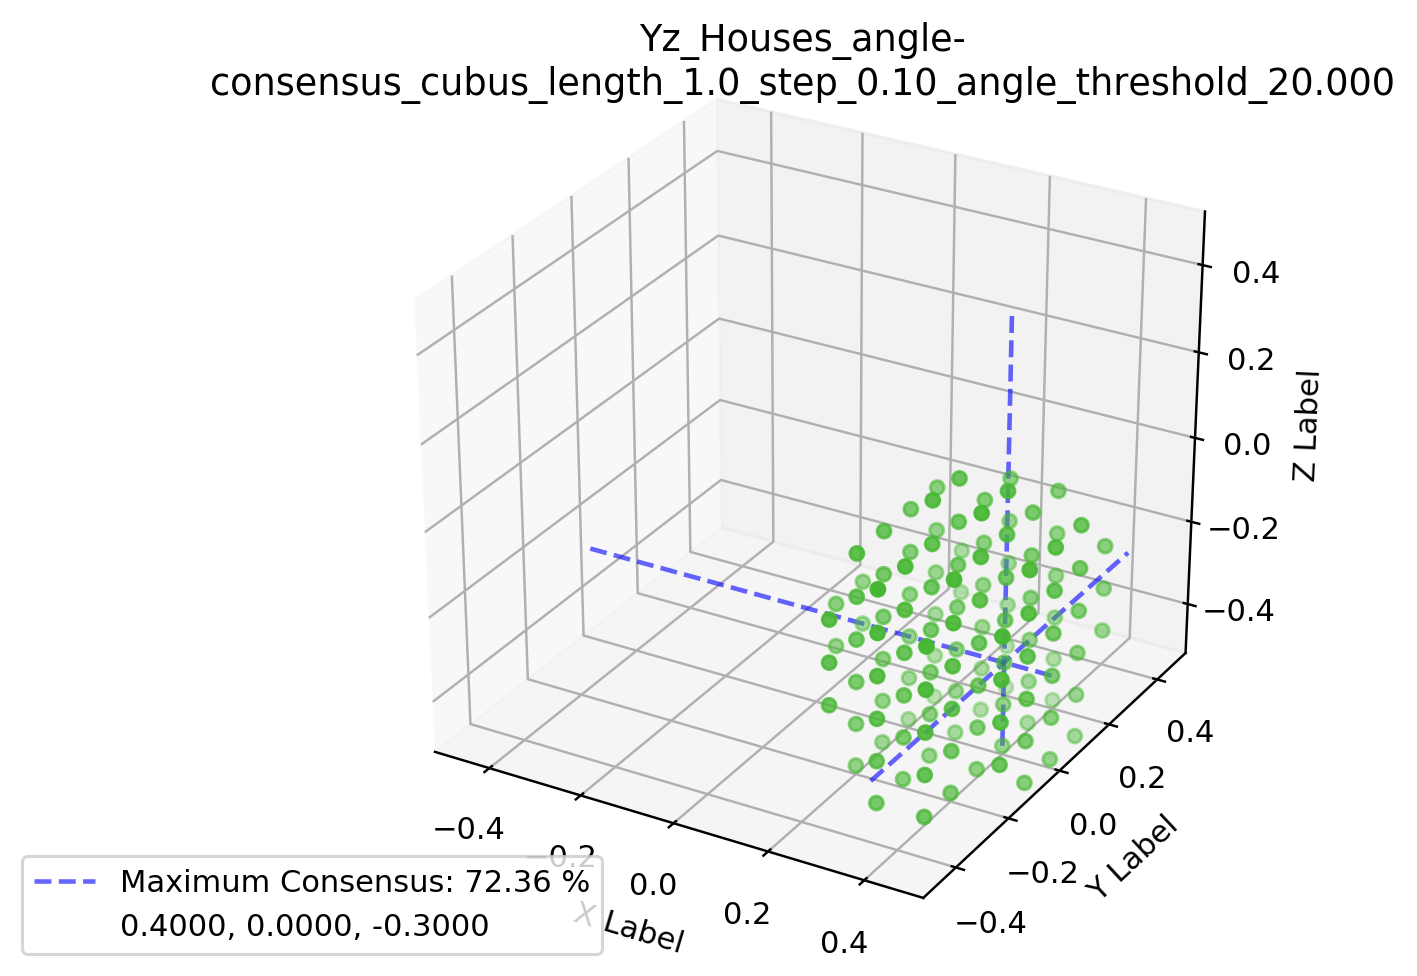 Yz_Houses_angle-
consensus_cubus_length_1.0_step_0.10_angle_threshold_20.000
0.4
0.2
0.0
−0.2
−0.4
Z Label
0.4
0.2
0.0
−0.2
−0.4
Y Label
−0.4
−0.2
0.0
0.2
0.4
X Label
Maximum Consensus: 72.36 %
0.4000, 0.0000, -0.3000